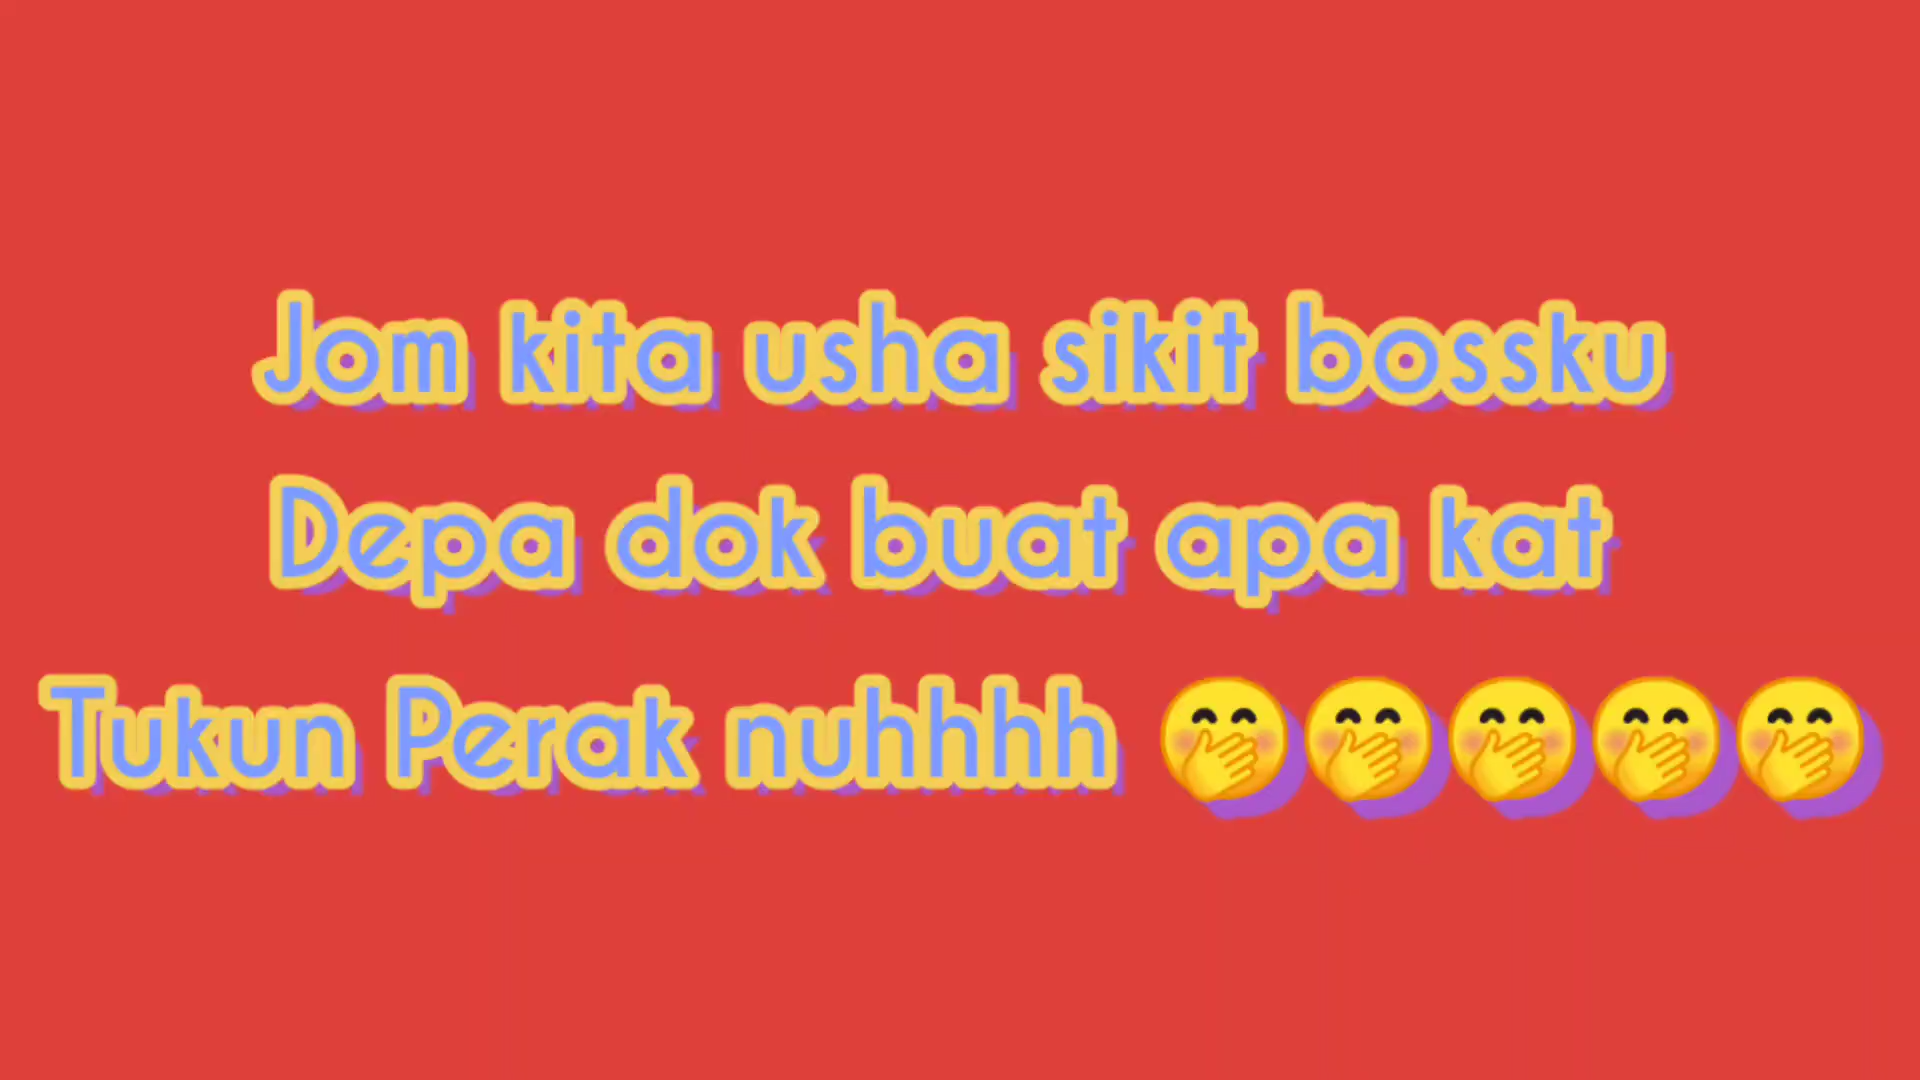 Jom kita usha sikit bossku
Depa dok buat apa kat
Tukun Perak nuhhhh 🤭🤭🤭🤭🤭